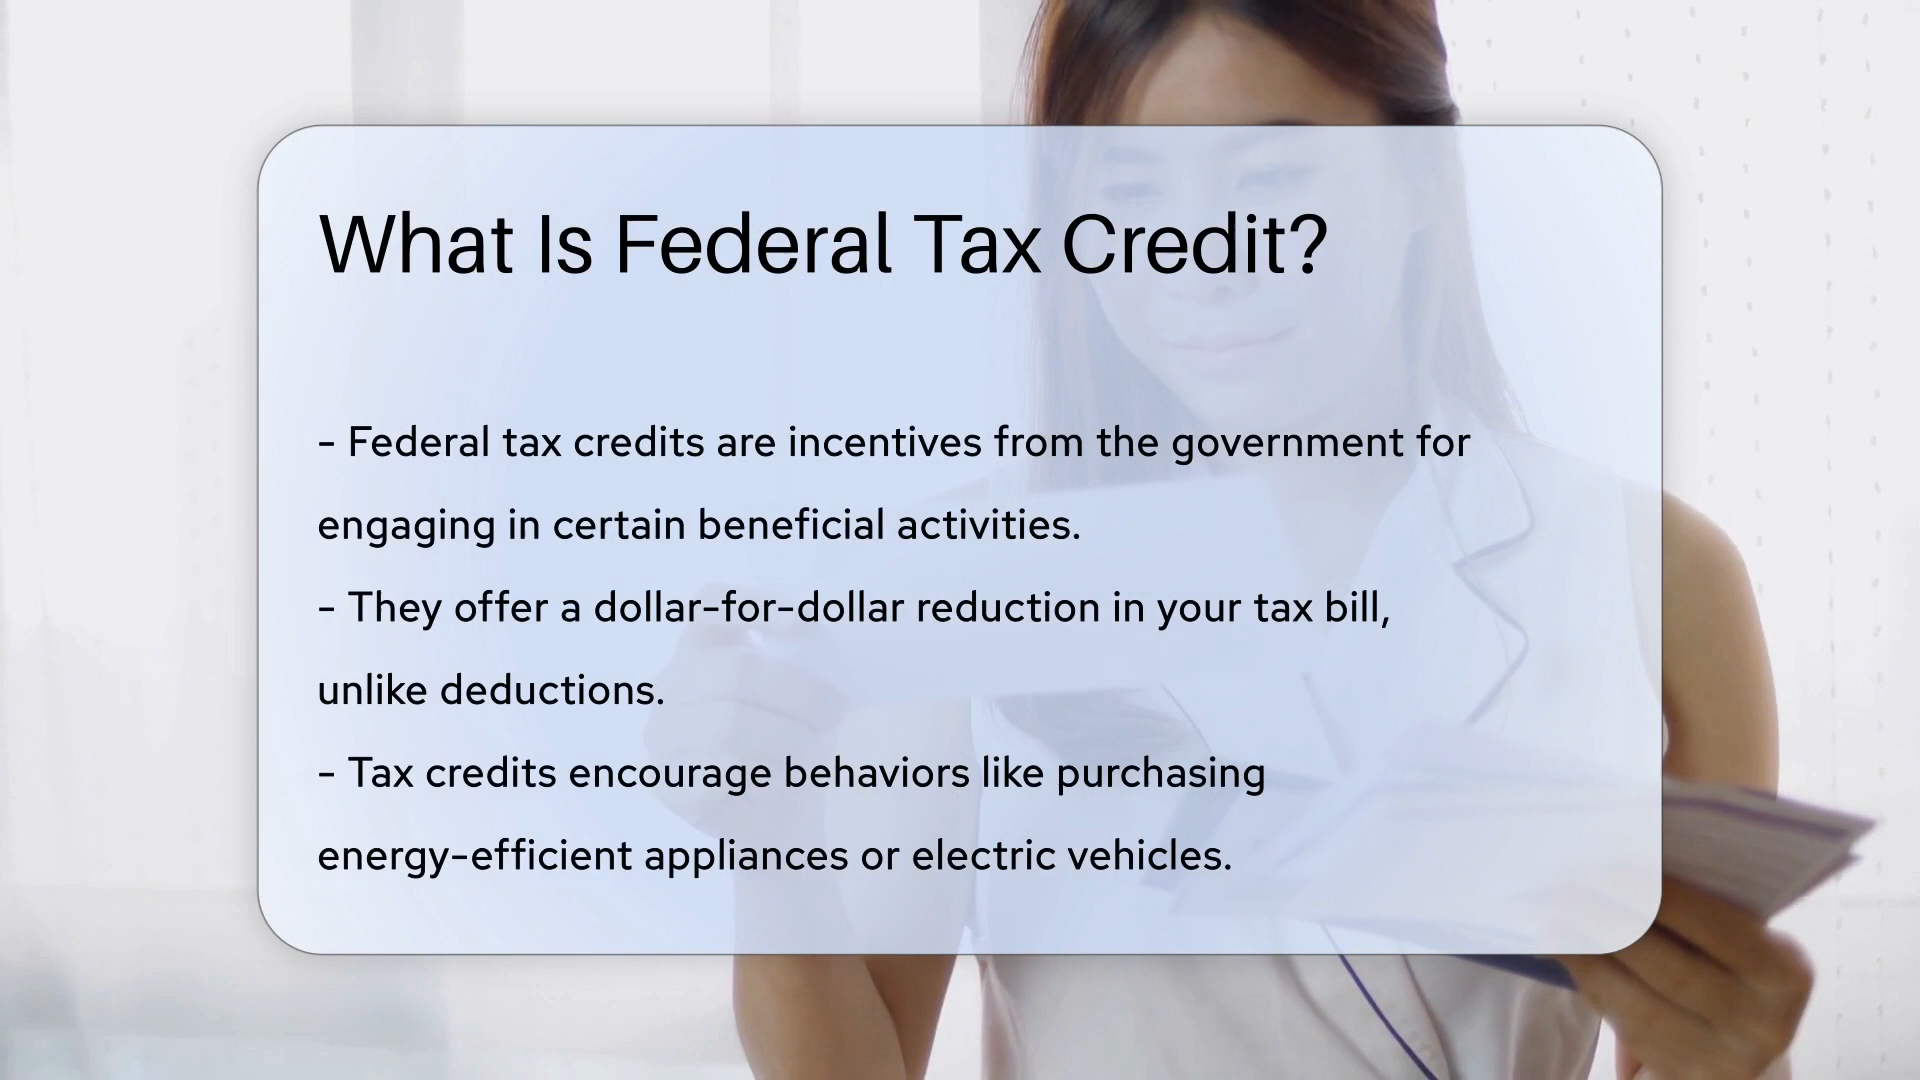 What Is Federal Tax Credit?
- Federal tax credits are incentives from the government for
engaging in certain beneficial activities.
- They offer a dollar-for-dollar reduction in your tax bill,
unlike deductions.
- Tax credits encourage behaviors like purchasing
energy-efficient appliances or electric vehicles.